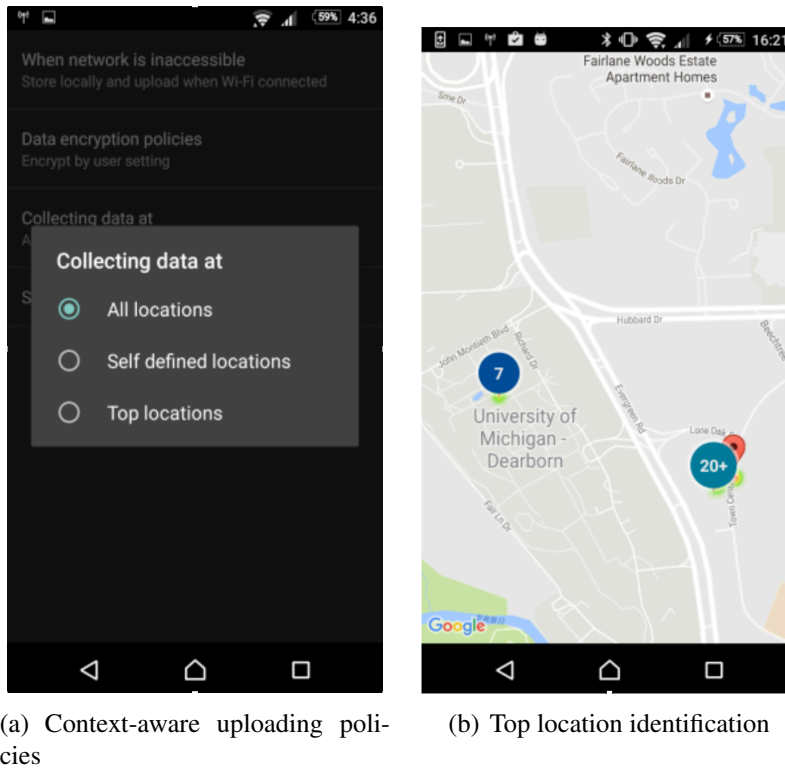 59% 4:36
When network is inaccessible
Store locally and upload when Wi-Fi connected
Data encryption policies
Encrypt by user setting
Collecting data at
A
S
Collecting data at
All locations
Self defined locations
Top locations
(a) Context-aware uploading poli-
cies
57% 16:21
Fairlane Woods Estate
Apartment Homes
Sme Dr
Fairlane Woods Dr
Hubbard Dr
John Montieth Blvd
Richard Dr
Beechtree
7
Evergreen Rd
University of
Michigan -
Dearborn
Lone Oak
20+
Town Cent
Fair Ln Dr
Google
(b) Top location identification